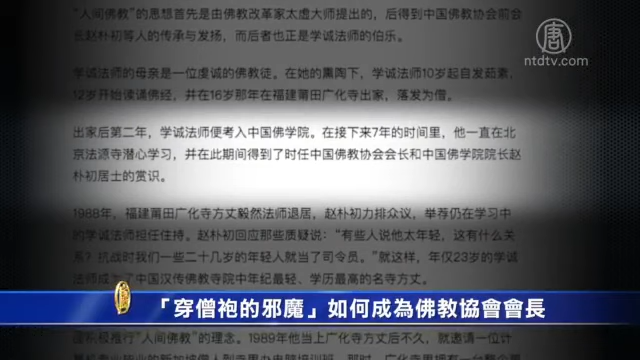 “人间佛教”的思想首先是由佛教改革家太虚大师提出的，后得到中国佛教协会前会
长赵朴初等人的传承与发扬，而后者也正是学诚法师的伯乐。
唐
ntdtv.com
学诚法师的母亲是一位虔诚的佛教徒。在她的熏陶下，学诚法师10岁起自发茹素，
12岁开始读诵佛经，并在16岁那年在福建莆田广化寺出家，落发为僧。
出家后第二年，学诚法师便考入中国佛学院。在接下来7年的时间里，他一直在北
京法源寺潜心学习，并在此期间得到了时任中国佛教协会会长和中国佛学院院长赵
朴初居士的赏识。
1988年，福建莆田广化寺方丈毅然法师退居，赵朴初力排众议，举荐仍在学习中
的学诚法师担任住持。赵朴初回应那些质疑说：“有些人说他太年轻，这有什么关
系？抗战时我们一些二十几岁的年轻人就当了司令员。”就这样，年仅23岁的学诚
法师成为了中国汉传佛教寺院中年纪最轻、学历最高的名寺方丈。
「穿僧袍的邪魔」如何成為佛教協會會長
积极推行“人间佛教”的理念。1989年他当上广化寺方丈后不久，就邀请一位计